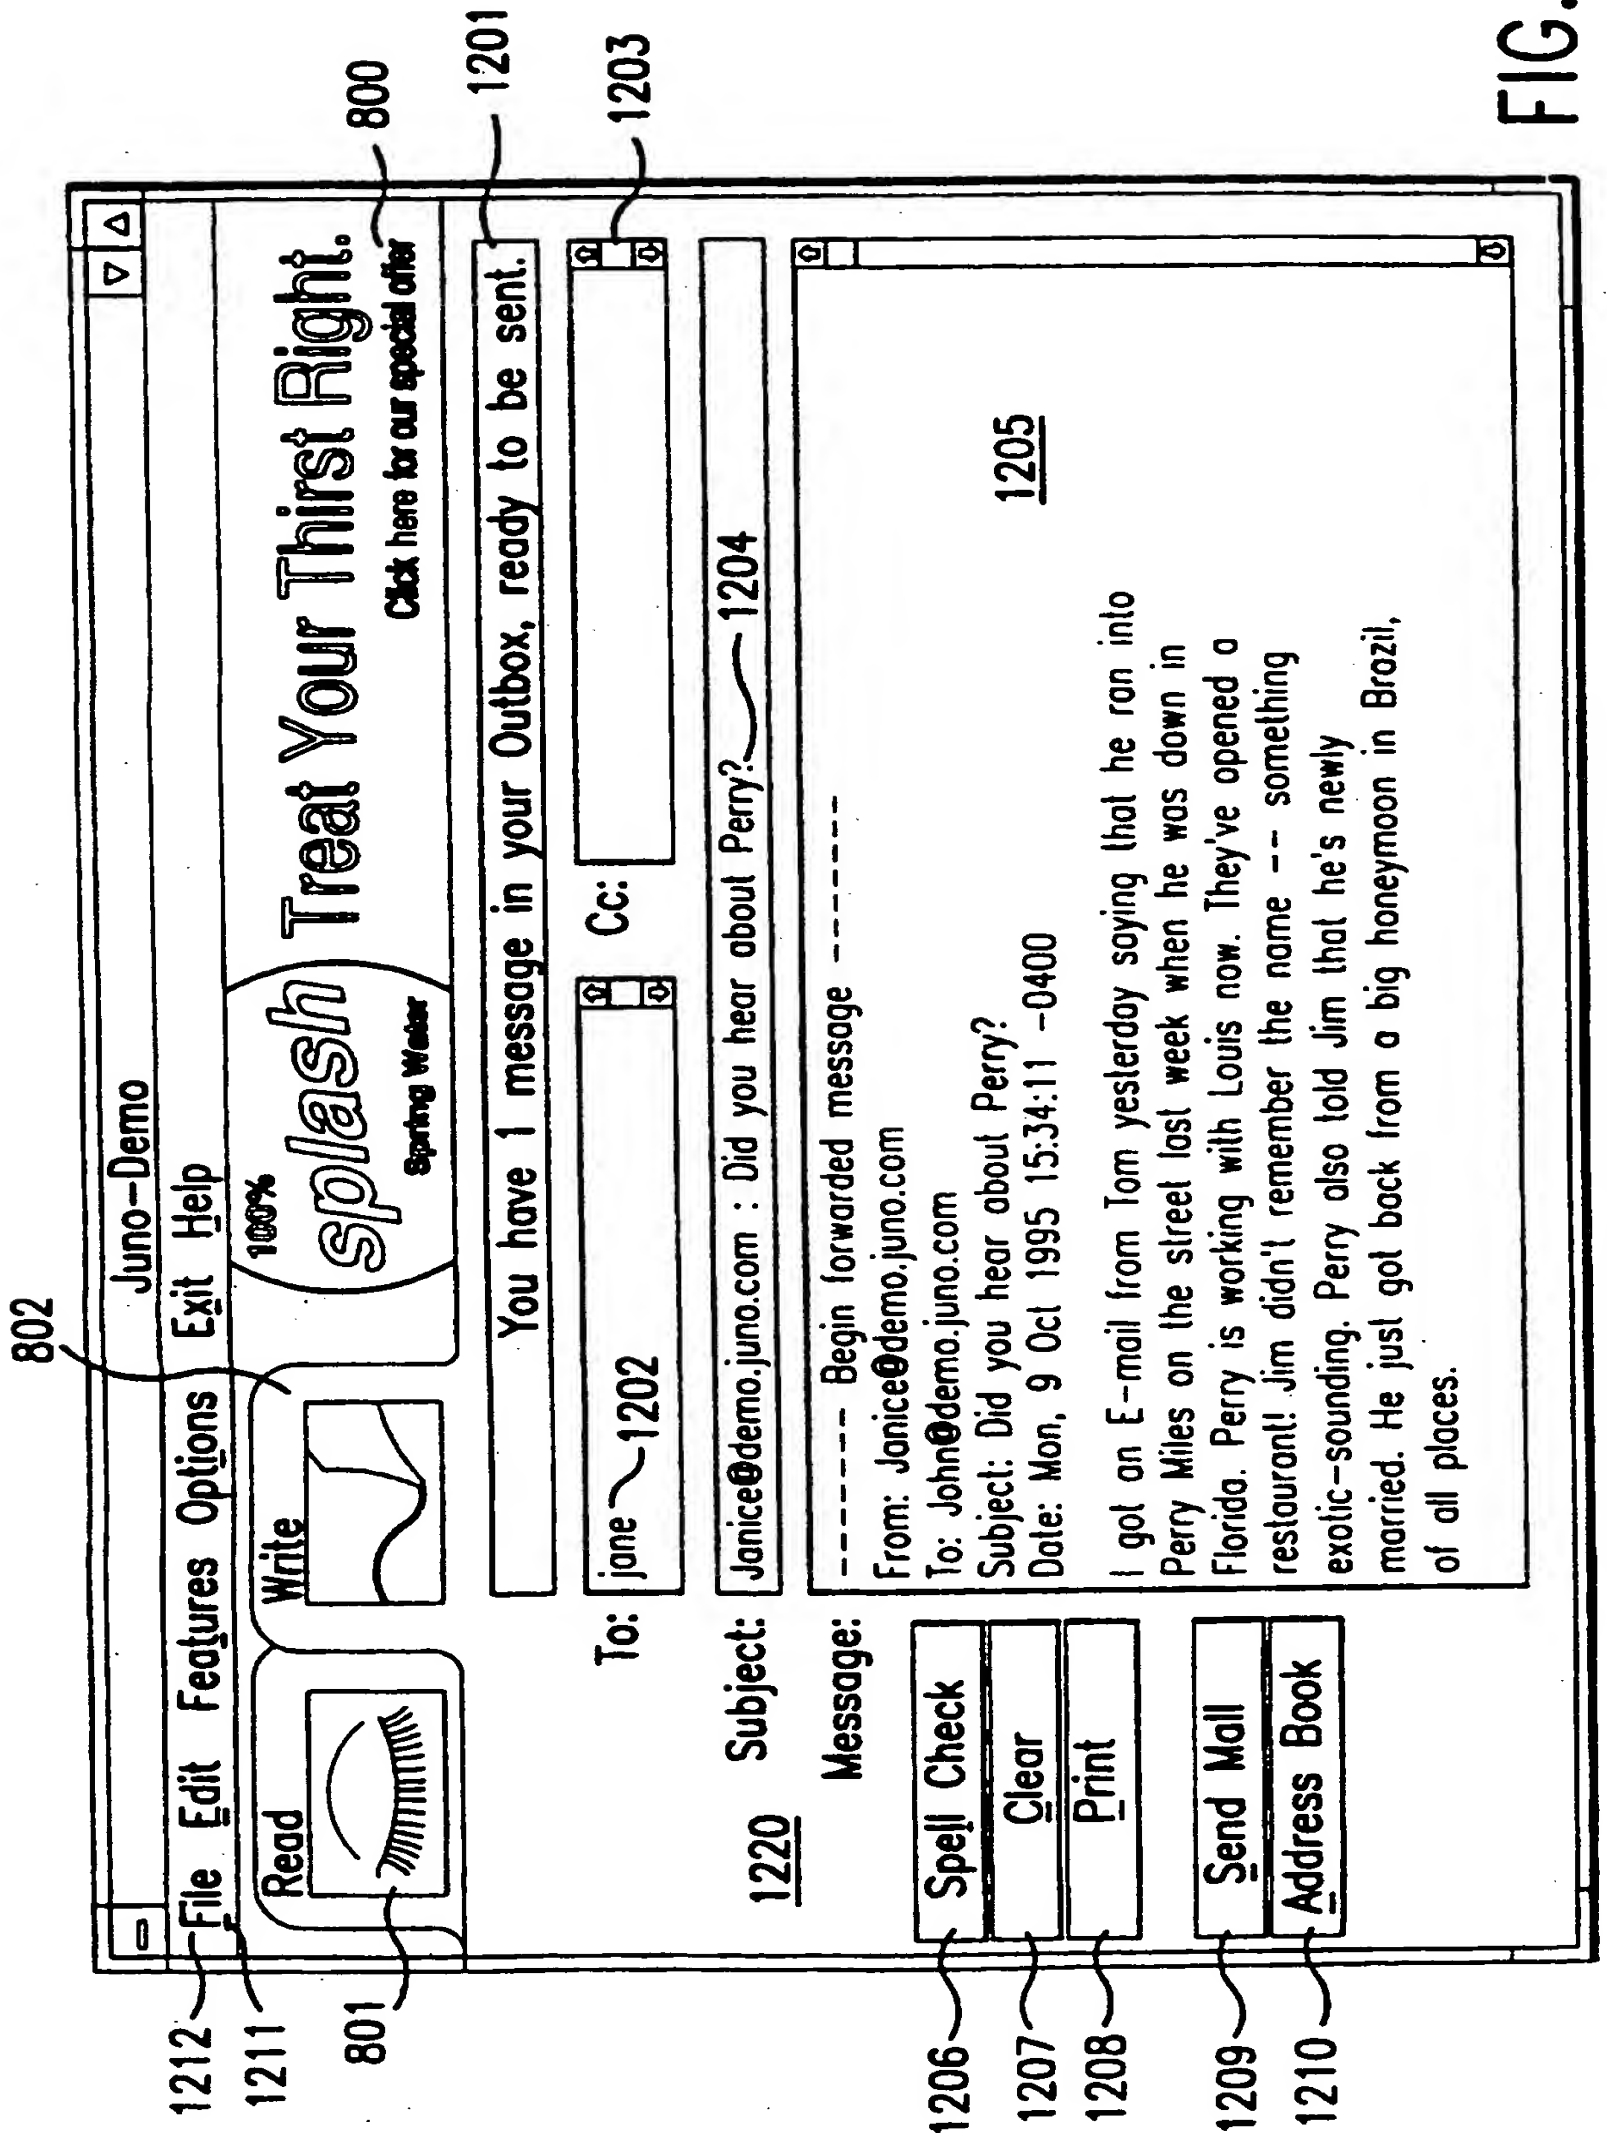 802
Juno-Demo
1212
File Edit Features Options Exit Help
1211
Read
Write
801
100%
splash
Spring Water
Treat Your Thirst Right.
Click here for our special offer
800
You have 1 message in your Outbox, ready to be sent.
1201
To: jane 1202
Cc:
1203
Subject: Janice@demo.juno.com : Did you hear about Perry? 1204
1220
Message:
------- Begin forwarded message -------
From: Janice@demo.juno.com
To: John@demo.juno.com
Subject: Did you hear about Perry?
Date: Mon, 9 Oct 1995 15:34:11 -0400
I got an E-mail from Tom yesterday saying that he ran into
Perry Miles on the street last week when he was down in
Florida. Perry is working with Louis now. They've opened a
restaurant! Jim didn't remember the name -- something
exotic-sounding. Perry also told Jim that he's newly
married. He just got back from a big honeymoon in Brazil,
of all places.
1205
1206 Spell Check
1207 Clear
1208 Print
1209 Send Mail
1210 Address Book
FIG.